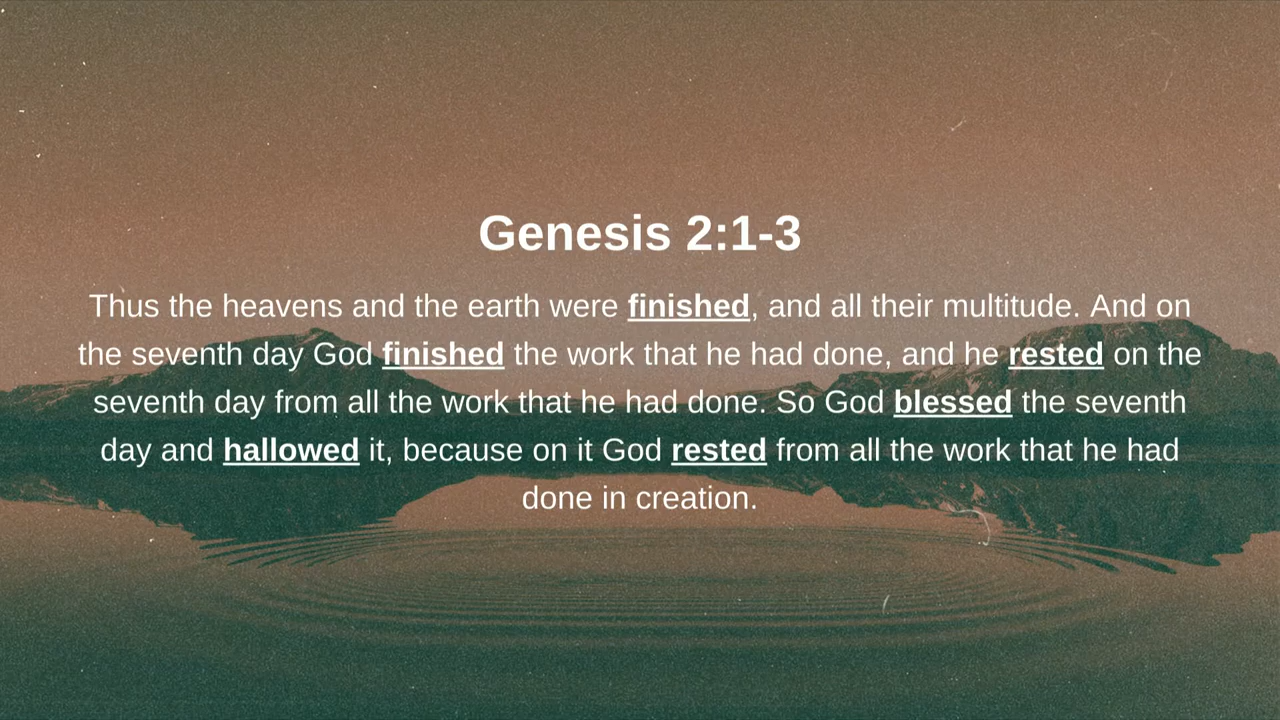 Genesis 2:1-3
Thus the heavens and the earth were finished, and all their multitude. And on
the seventh day God finished the work that he had done, and he rested on the
seventh day from all the work that he had done. So God blessed the seventh
day and hallowed it, because on it God rested from all the work that he had
done in creation.